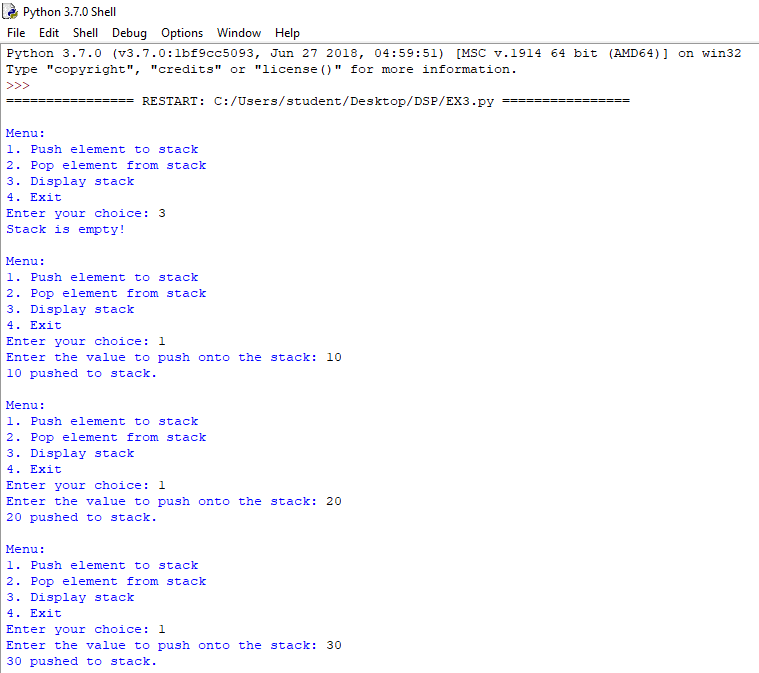 Python 3.7.0 Shell
File Edit Shell Debug Options Window Help
Python 3.7.0 (v3.7.0:1bf9cc5093, Jun 27 2018, 04:59:51) [MSC v.1914 64 bit (AMD64)] on win32
Type "copyright", "credits" or "license()" for more information.
>>>
================ RESTART: C:/Users/student/Desktop/DSP/EX3.py ================

Menu:
1. Push element to stack
2. Pop element from stack
3. Display stack
4. Exit
Enter your choice: 3
Stack is empty!

Menu:
1. Push element to stack
2. Pop element from stack
3. Display stack
4. Exit
Enter your choice: 1
Enter the value to push onto the stack: 10
10 pushed to stack.

Menu:
1. Push element to stack
2. Pop element from stack
3. Display stack
4. Exit
Enter your choice: 1
Enter the value to push onto the stack: 20
20 pushed to stack.

Menu:
1. Push element to stack
2. Pop element from stack
3. Display stack
4. Exit
Enter your choice: 1
Enter the value to push onto the stack: 30
30 pushed to stack.